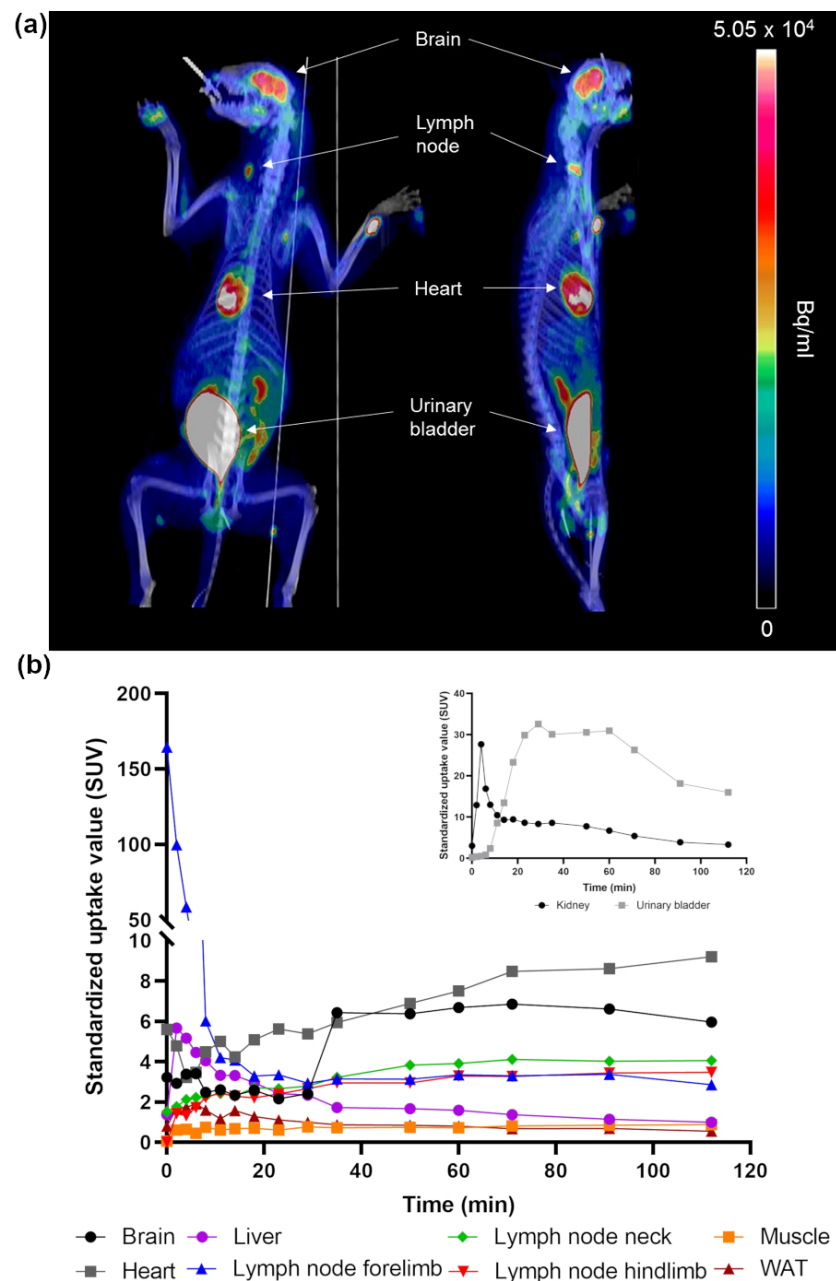 (a)
5.05 x 10⁴
Brain
Lymph
node
Heart
Bq/ml
Urinary
bladder
0
(b)
Standardized uptake value (SUV)
200
150
100
50
10
8
6
4
2
0
0 20 40 60 80 100 120
Time (min)
Standardized uptake value (SUV)
40
30
20
10
0
0 20 40 60 80 100 120
Time (min)
Kidney Urinary bladder
Brain Liver Lymph node neck Muscle
Heart Lymph node forelimb Lymph node hindlimb WAT